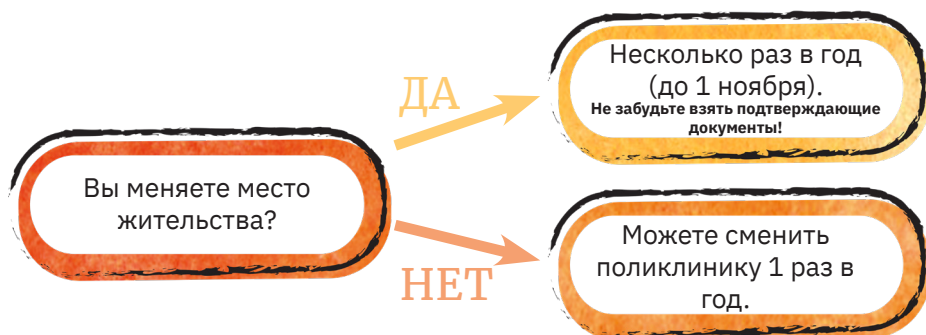 Вы меняете место
жительства?
ДА
Несколько раз в год
(до 1 ноября).
Не забудьте взять подтверждающие
документы!
НЕТ
Можете сменить
поликлинику 1 раз в
год.